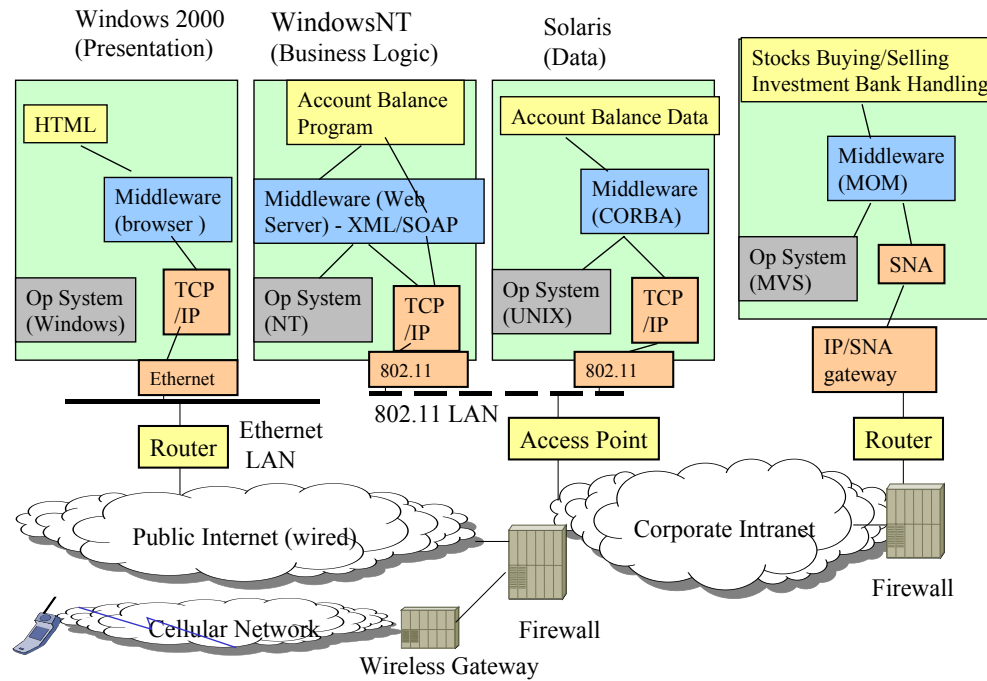 Windows 2000
(Presentation)
WindowsNT
(Business Logic)
Solaris
(Data)
Stocks Buying/Selling
Investment Bank Handling
HTML
Middleware
(browser )
Op System
(Windows)
TCP
/IP
Ethernet
Account Balance
Program
Middleware (Web
Server) - XML/SOAP
Op System
(NT)
TCP
/IP
802.11
Account Balance Data
Middleware
(CORBA)
Op System
(UNIX)
TCP
/IP
802.11
Middleware
(MOM)
Op System
(MVS)
SNA
IP/SNA
gateway
802.11 LAN
Router
Ethernet
LAN
Access Point
Router
Public Internet (wired)
Corporate Intranet
Firewall
Cellular Network
Firewall
Wireless Gateway